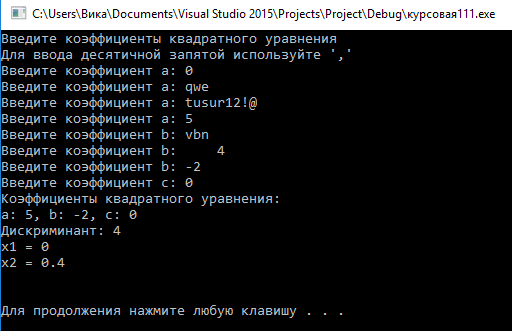 C:\Users\Вика\Documents\Visual Studio 2015\Projects\Project\Debug\курсовая111.exe
Введите коэффициенты квадратного уравнения
Для ввода десятичной запятой используйте ','
Введите коэффициент a: 0
Введите коэффициент a: qwe
Введите коэффициент a: tusur12!@
Введите коэффициент a: 5
Введите коэффициент b: vbn
Введите коэффициент b:     4
Введите коэффициент b: -2
Введите коэффициент c: 0
Коэффициенты квадратного уравнения:
a: 5, b: -2, c: 0
Дискриминант: 4
x1 = 0
x2 = 0.4
Для продолжения нажмите любую клавишу . . .